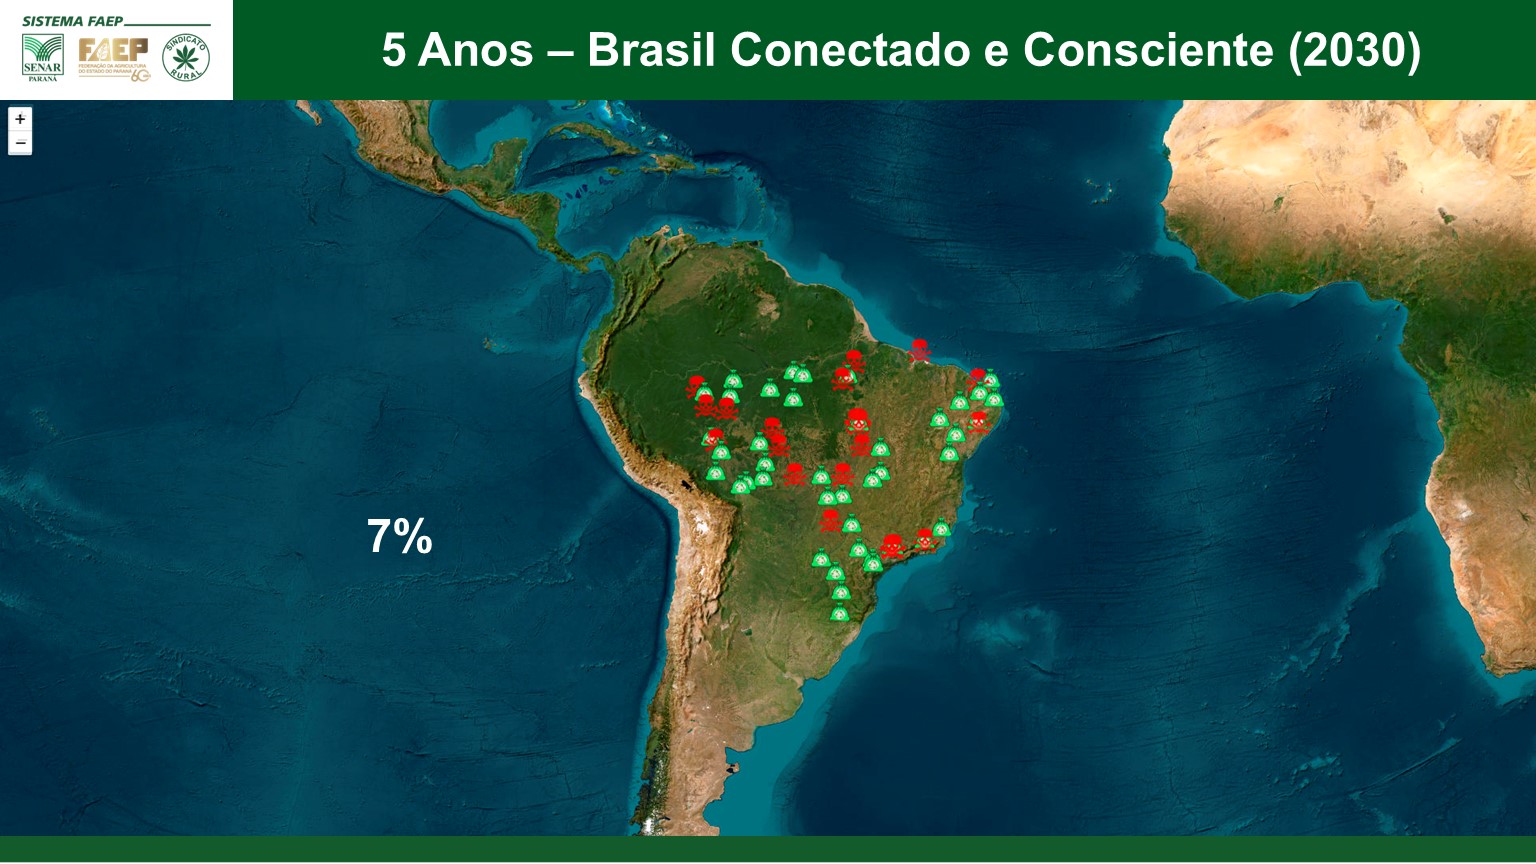 SISTEMA FAEP
SENAR
PARANÁ
FAEP
FEDERAÇÃO DA AGRICULTURA
DO ESTADO DO PARANÁ
60
SINDICATO
RURAL
5 Anos – Brasil Conectado e Consciente (2030)
+
−
7%